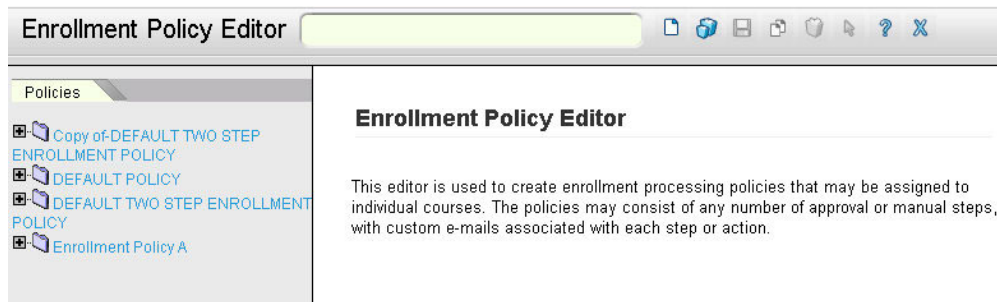 Enrollment Policy Editor
Policies
Copy of-DEFAULT TWO STEP
ENROLLMENT POLICY
DEFAULT POLICY
DEFAULT TWO STEP ENROLLMENT
POLICY
Enrollment Policy A
Enrollment Policy Editor
This editor is used to create enrollment processing policies that may be assigned to
individual courses. The policies may consist of any number of approval or manual steps,
with custom e-mails associated with each step or action.